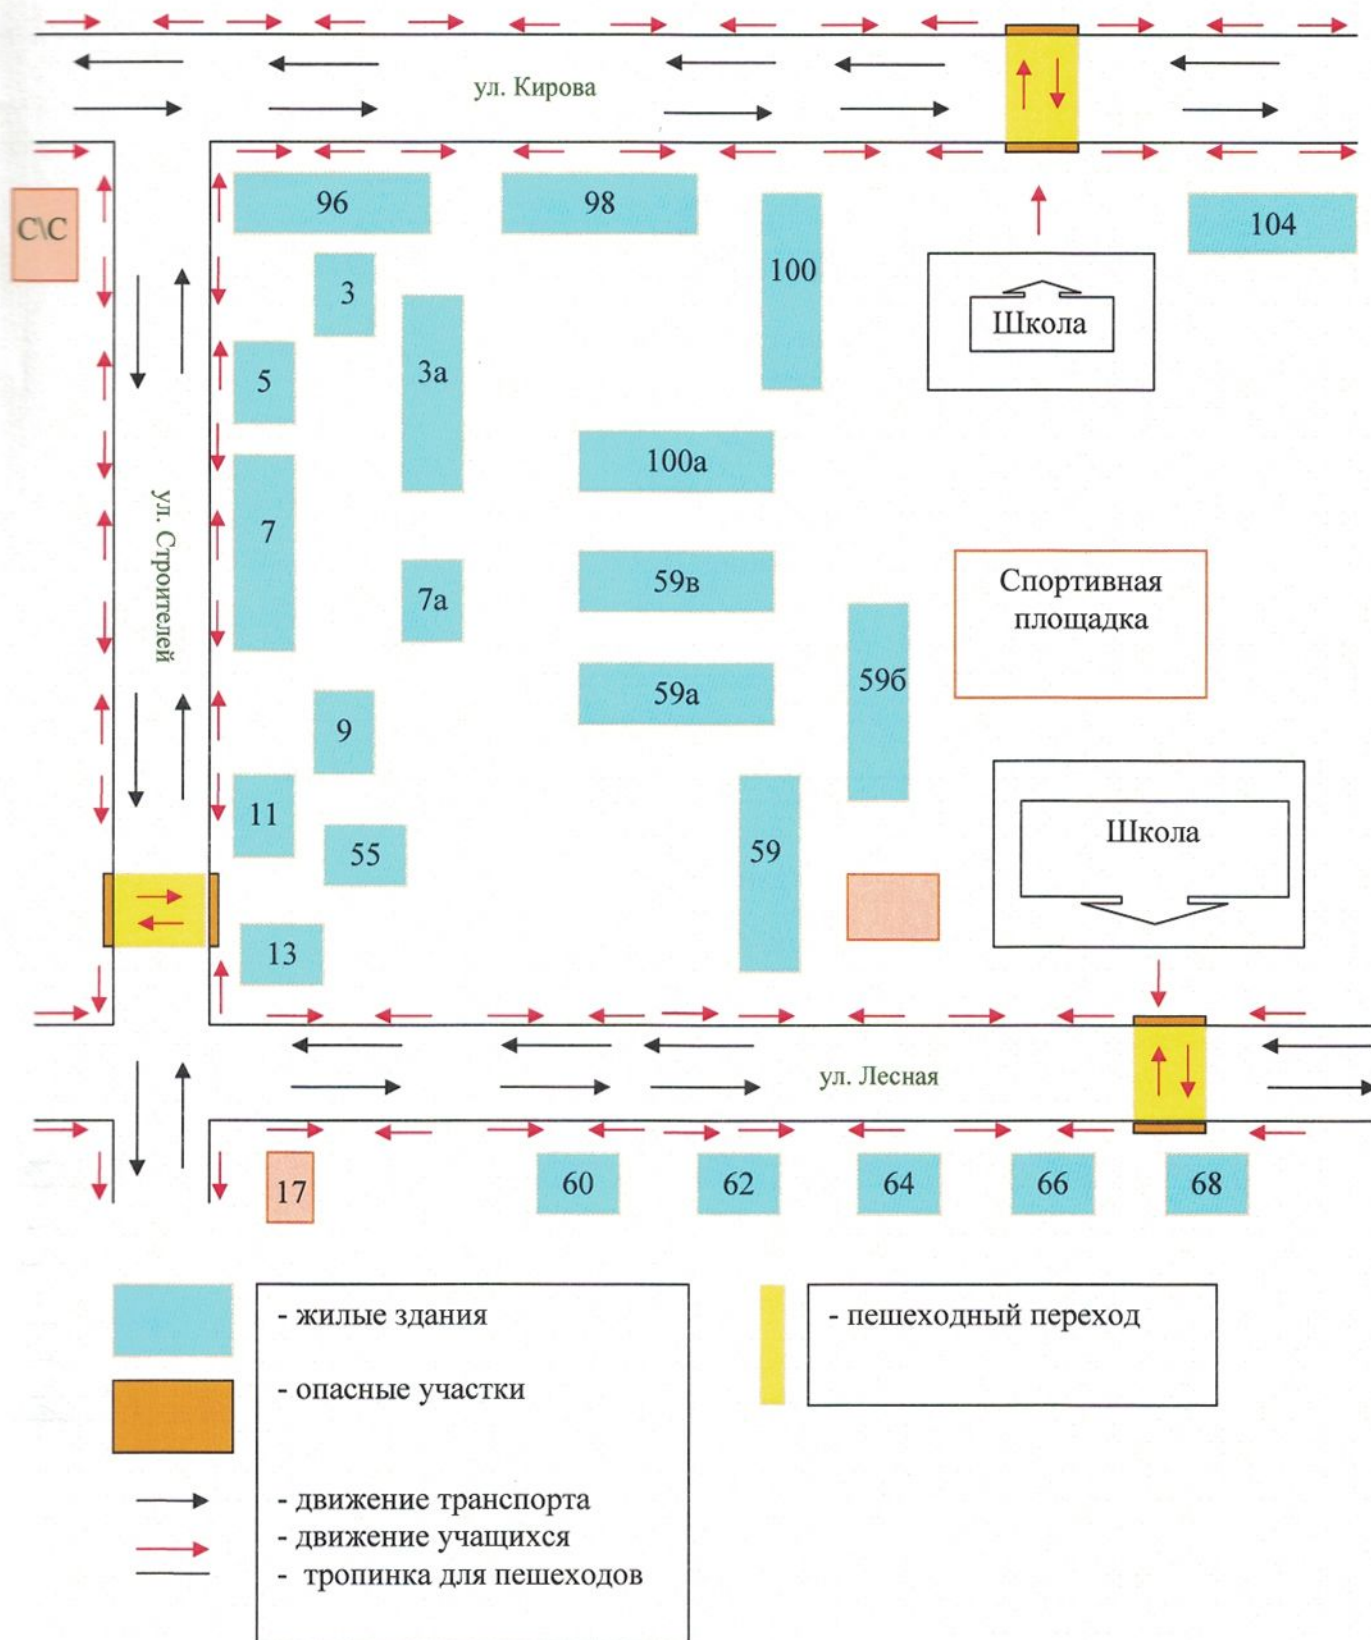 ул. Кирова
С\С
96
98
100
104
3
Школа
3а
5
100а
ул. Строителей
7
59в
Спортивная
площадка
7а
59а
59б
9
11
55
59
Школа
13
ул. Лесная
17
60
62
64
66
68
- жилые здания
- пешеходный переход
- опасные участки
- движение транспорта
- движение учащихся
- тропинка для пешеходов